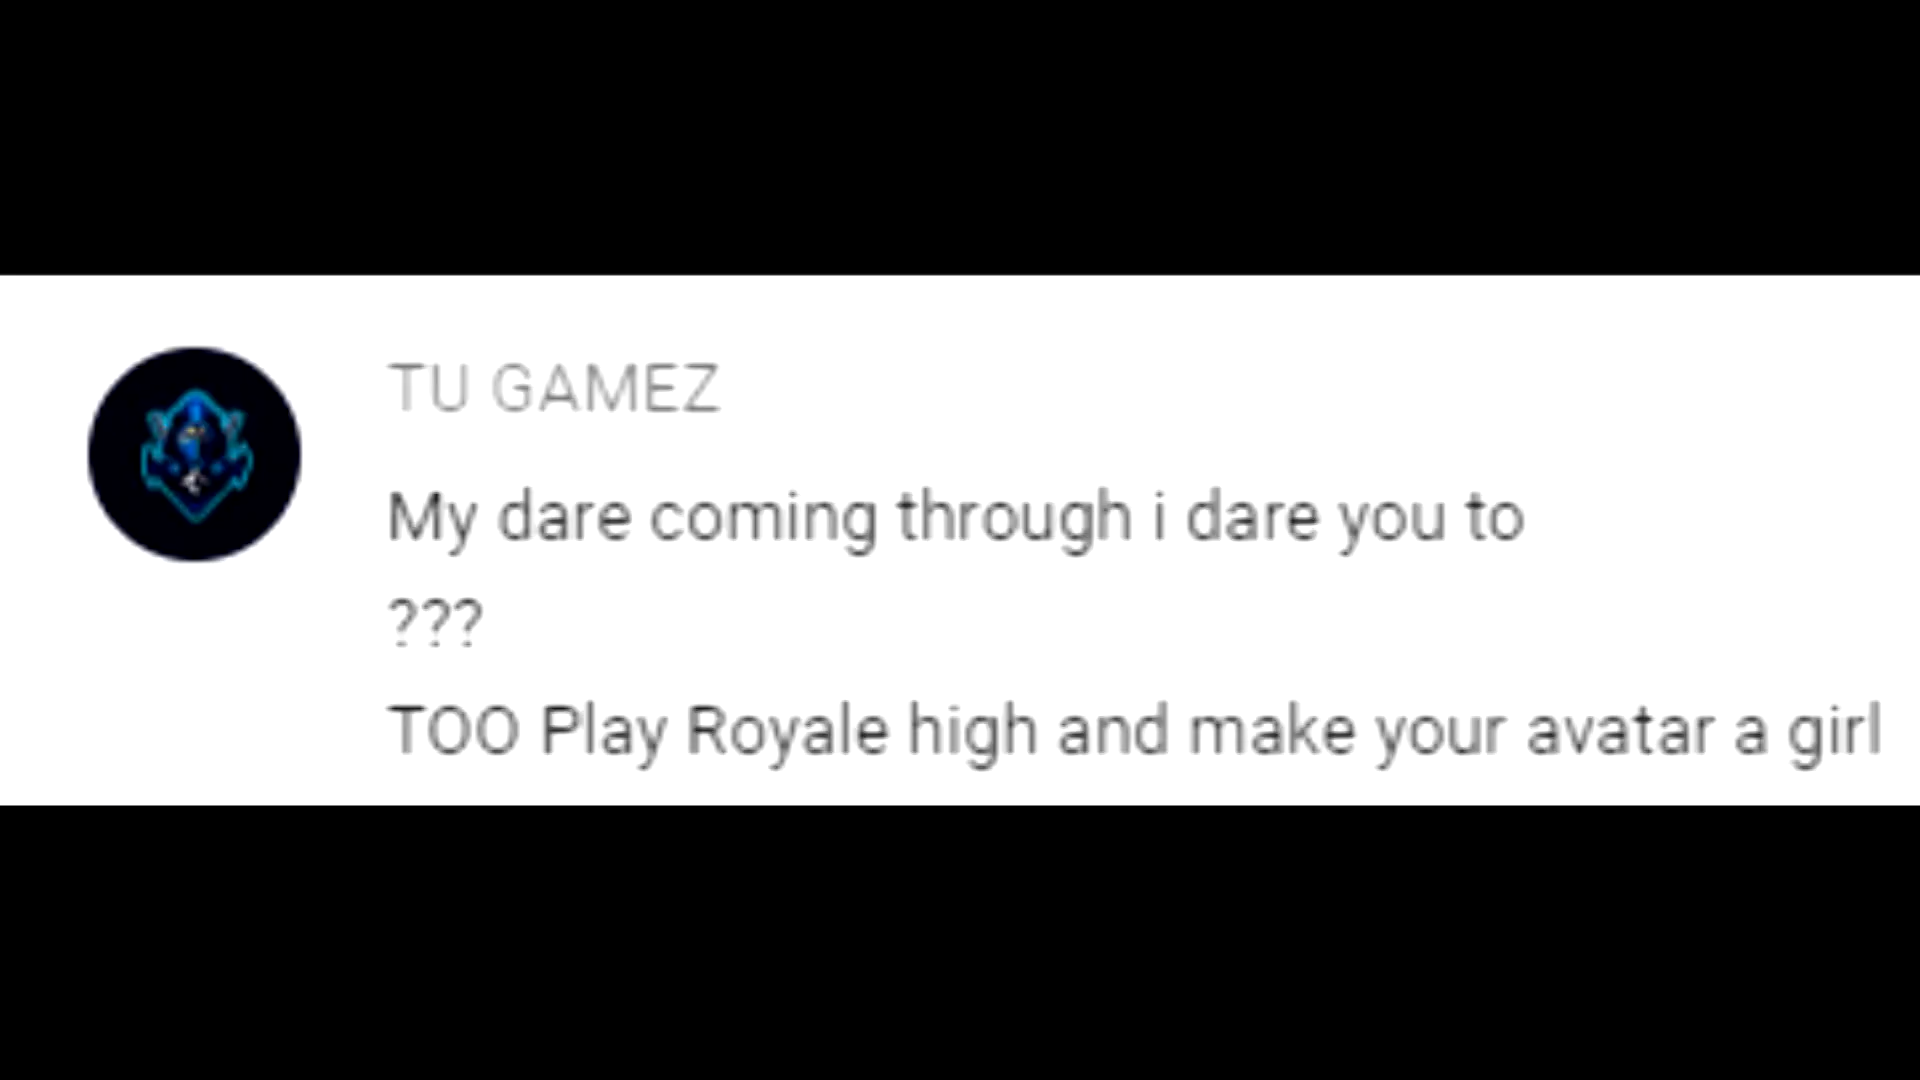 TU GAMEZ
My dare coming through i dare you to
???
TOO Play Royale high and make your avatar a girl